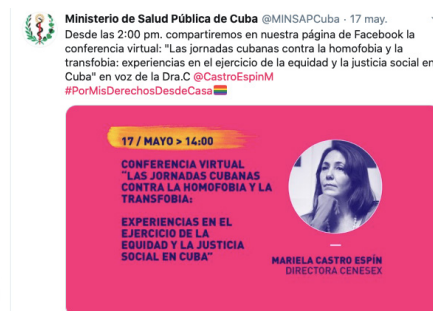 Ministerio de Salud Pública de Cuba @MINSAPCuba · 17 may.
Desde las 2:00 pm. compartiremos en nuestra página de Facebook la
conferencia virtual: "Las jornadas cubanas contra la homofobia y la
transfobia: experiencias en el ejercicio de la equidad y la justicia social en
Cuba" en voz de la Dra.C @CastroEspinM
#PorMisDerechosDesdeCasa
17 / MAYO > 14:00
CONFERENCIA VIRTUAL
"LAS JORNADAS CUBANAS
CONTRA LA HOMOFOBIA Y LA
TRANSFOBIA:
EXPERIENCIAS EN EL
EJERCICIO DE LA
EQUIDAD Y LA JUSTICIA
SOCIAL EN CUBA"
MARIELA CASTRO ESPÍN
DIRECTORA CENESEX